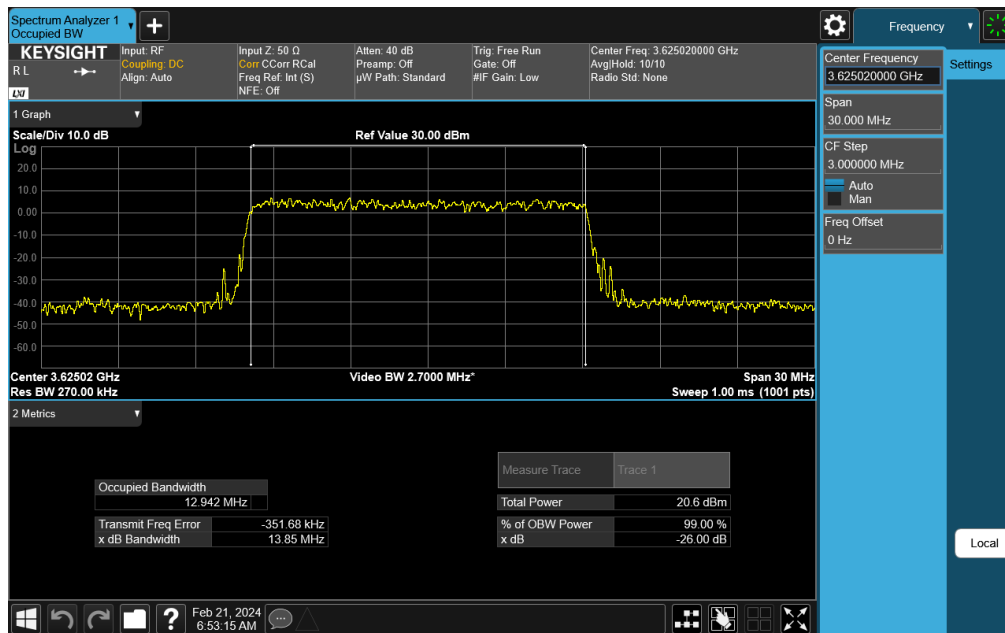 Spectrum Analyzer 1
Occupied BW
Frequency
KEYSIGHT
R L
LXI
Input: RF
Coupling: DC
Align: Auto
Input Z: 50 Ω
Corr CCorr RCal
Freq Ref: Int (S)
NFE: Off
Atten: 40 dB
Preamp: Off
µW Path: Standard
Trig: Free Run
Gate: Off
#IF Gain: Low
Center Freq: 3.625020000 GHz
Avg|Hold: 10/10
Radio Std: None
Center Frequency
3.625020000 GHz
Settings
Span
30.000 MHz
CF Step
3.000000 MHz
Auto
Man
Freq Offset
0 Hz
1 Graph
Scale/Div 10.0 dB
Ref Value 30.00 dBm
Log
20.0
10.0
0.00
-10.0
-20.0
-30.0
-40.0
-50.0
-60.0
Center 3.62502 GHz
Video BW 2.7000 MHz*
Span 30 MHz
Res BW 270.00 kHz
Sweep 1.00 ms (1001 pts)
2 Metrics
Measure Trace Trace 1
Occupied Bandwidth
12.942 MHz
Total Power 20.6 dBm
Transmit Freq Error -351.68 kHz
% of OBW Power 99.00 %
x dB Bandwidth 13.85 MHz
x dB -26.00 dB
Local
?
Feb 21, 2024
6:53:15 AM